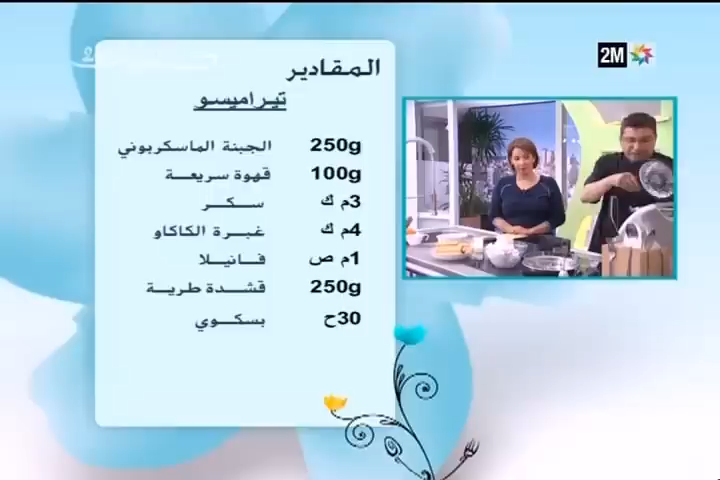 2M
المقادير
تيراميسو
250g الجبنة الماسكربوني
100g قهوة سريعة
3م ك سكر
4م ك غبرة الكاكاو
1م ص فانيلا
250g قشدة طرية
30ح بسكوي